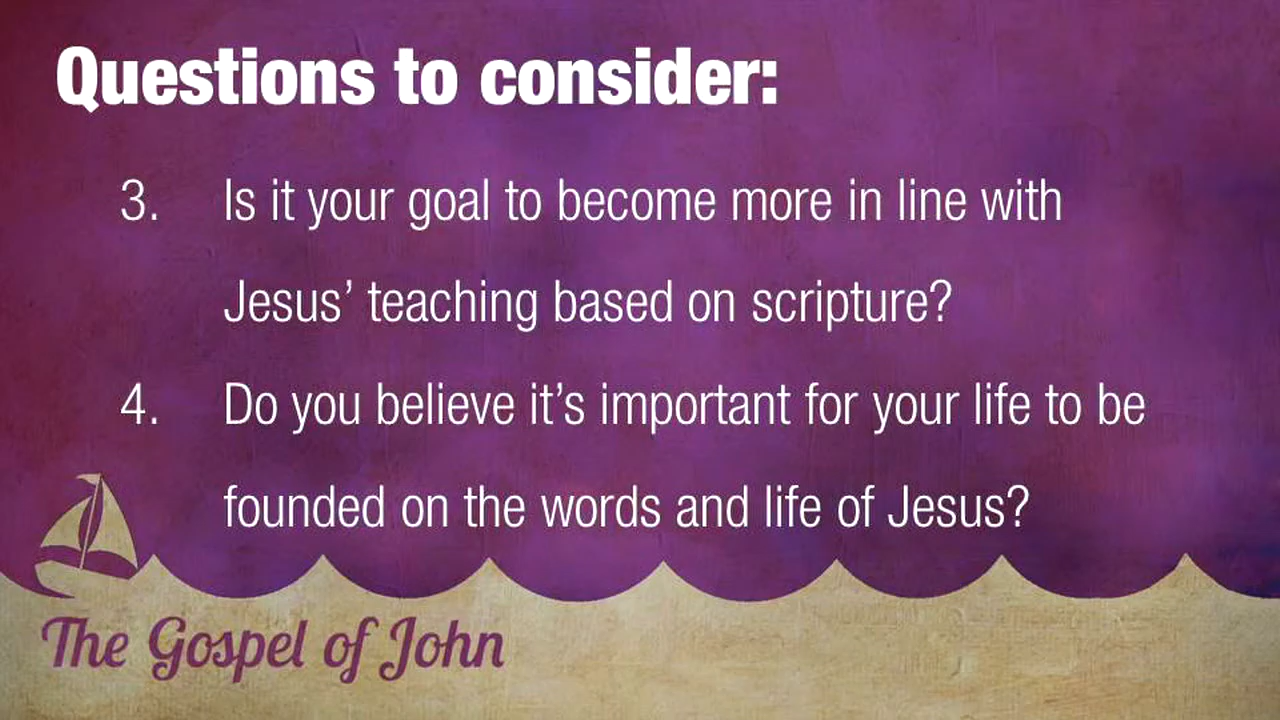 Questions to consider:
3. Is it your goal to become more in line with
Jesus’ teaching based on scripture?
4. Do you believe it’s important for your life to be
founded on the words and life of Jesus?
The Gospel of John